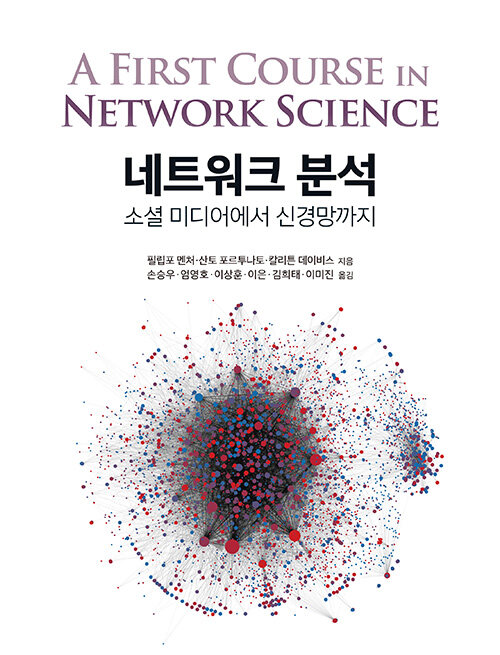 A FIRST COURSE IN
NETWORK SCIENCE
네트워크 분석
소셜 미디어에서 신경망까지
필립포 멘처·산토 포르투나토·칼리튼 데이비스 지음
손승우·엄영호·이상훈·이은·김희태·이미진 옮김